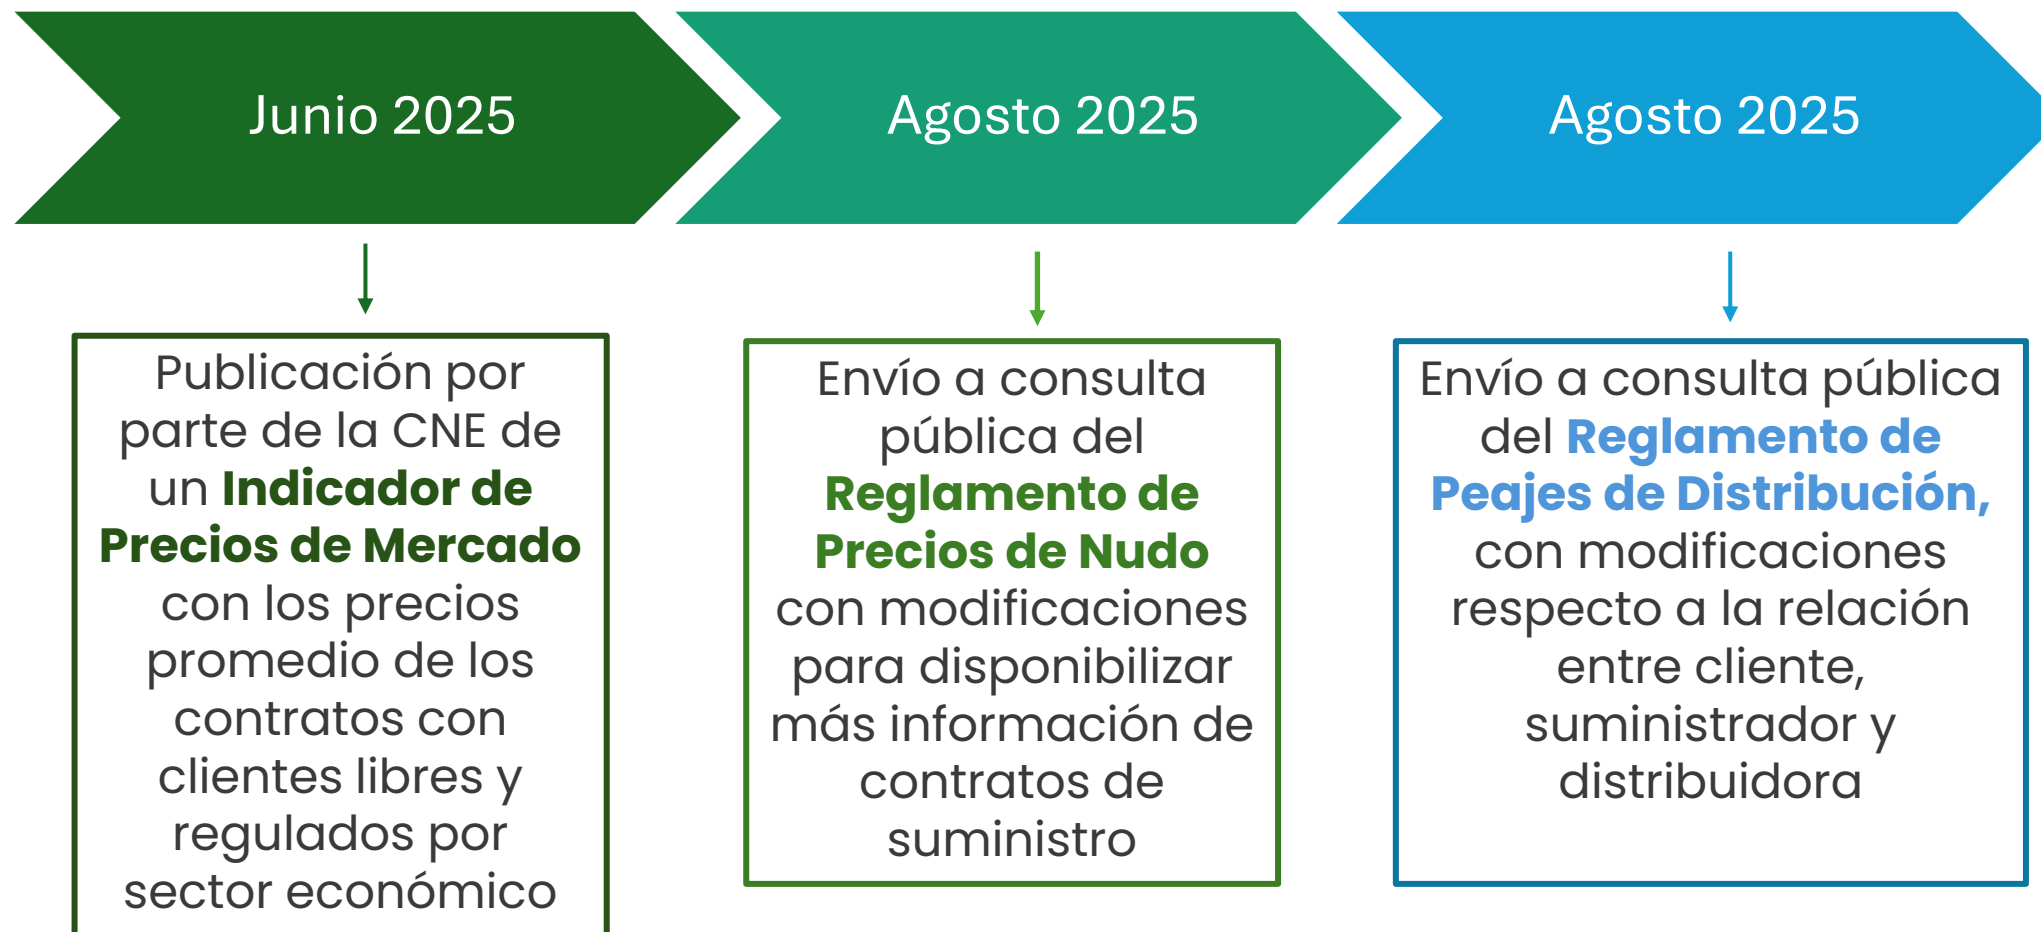 Junio 2025
Agosto 2025
Agosto 2025
Publicación por
parte de la CNE de
un Indicador de
Precios de Mercado
con los precios
promedio de los
contratos con
clientes libres y
regulados por
sector económico
Envío a consulta
pública del
Reglamento de
Precios de Nudo
con modificaciones
para disponibilizar
más información de
contratos de
suministro
Envío a consulta pública
del Reglamento de
Peajes de Distribución,
con modificaciones
respecto a la relación
entre cliente,
suministrador y
distribuidora